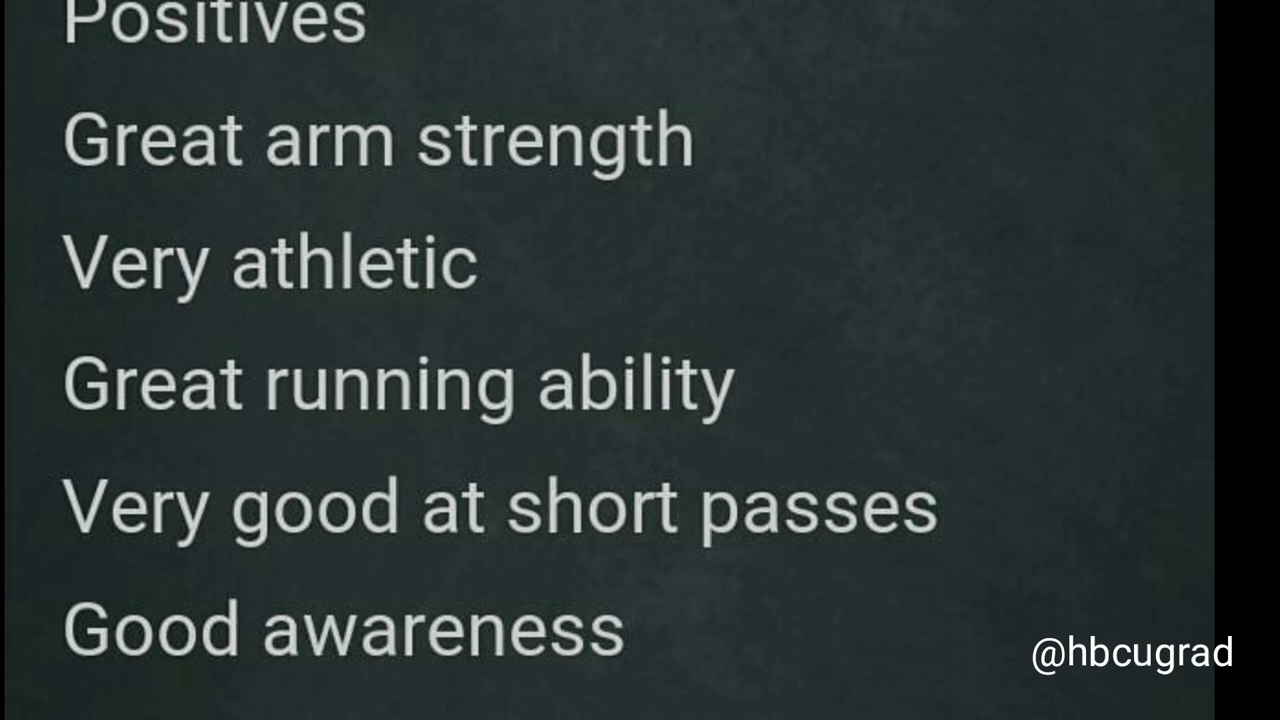 Positives
Great arm strength
Very athletic
Great running ability
Very good at short passes
Good awareness
@hbcugrad